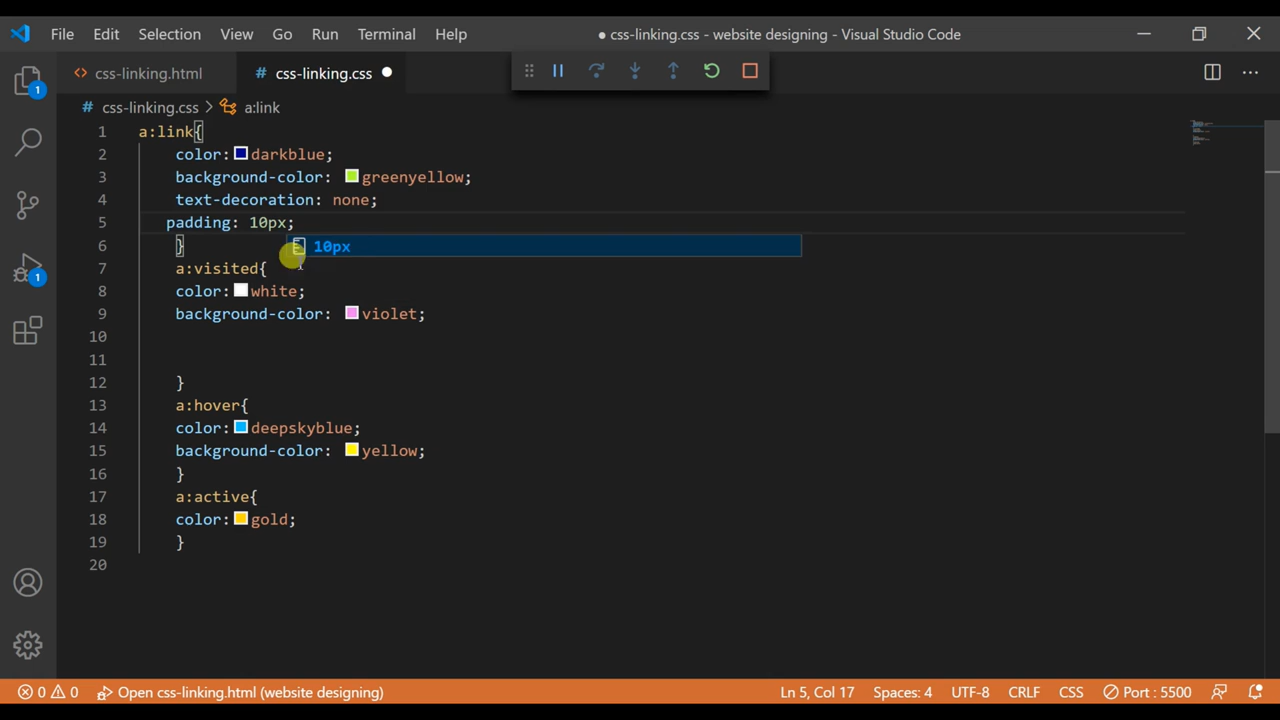 File Edit Selection View Go Run Terminal Help ● css-linking.css - website designing - Visual Studio Code
<> css-linking.html # css-linking.css
# css-linking.css > a:link
1 a:link{
2 color: darkblue;
3 background-color: greenyellow;
4 text-decoration: none;
5 padding: 10px;
6 }
10px
7 a:visited{
8 color: white;
9 background-color: violet;
10
11
12 }
13 a:hover{
14 color: deepskyblue;
15 background-color: yellow;
16 }
17 a:active{
18 color: gold;
19 }
20
1
1
0 0 Open css-linking.html (website designing) Ln 5, Col 17 Spaces: 4 UTF-8 CRLF CSS Port : 5500